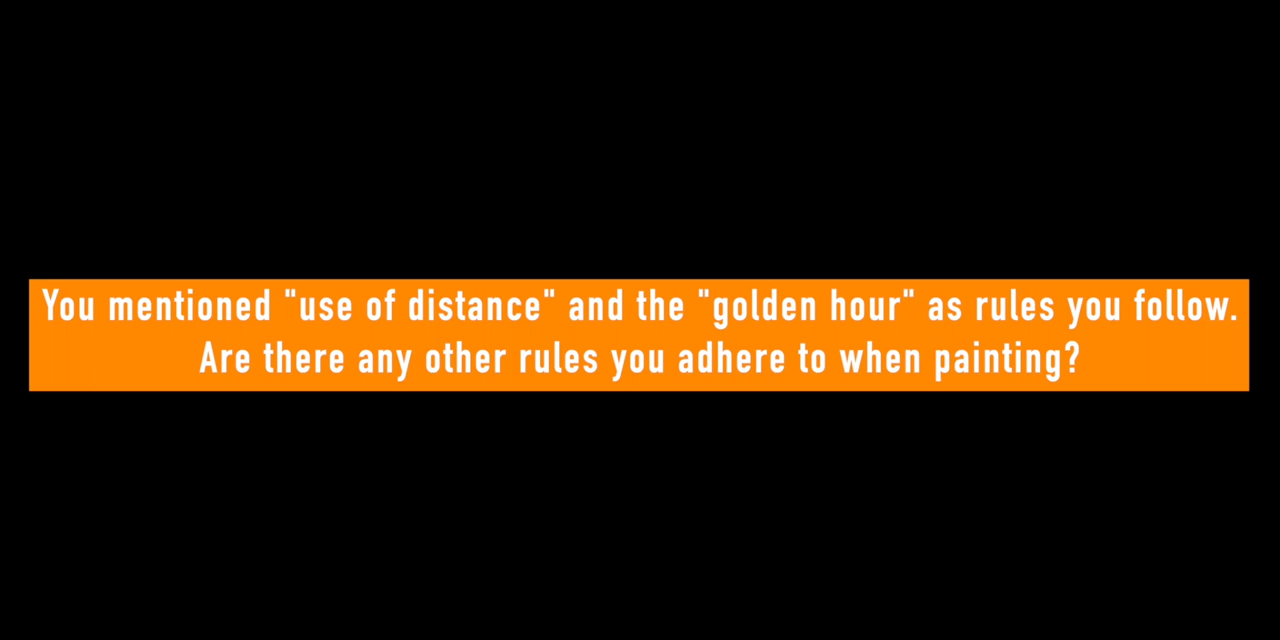 You mentioned "use of distance" and the "golden hour" as rules you follow.
Are there any other rules you adhere to when painting?